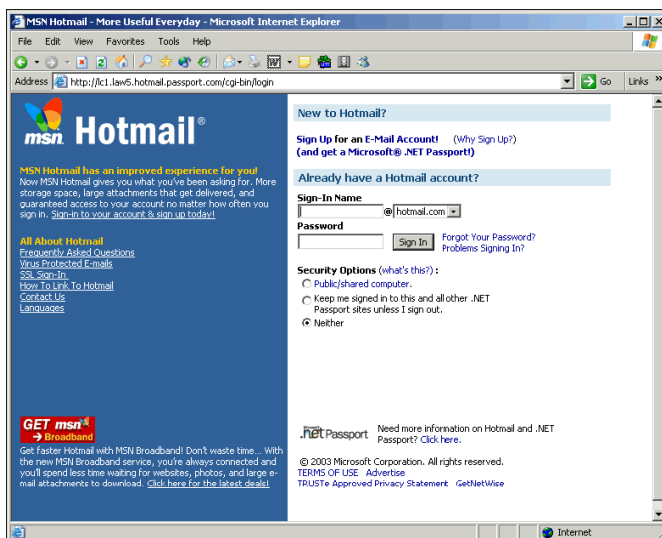 MSN Hotmail - More Useful Everyday - Microsoft Internet Explorer
File Edit View Favorites Tools Help
Address http://lc1.law5.hotmail.passport.com/cgi-bin/login Go Links »
msn Hotmail®
MSN Hotmail has an improved experience for you!
Now MSN Hotmail gives you what you've been asking for. More
storage space, large attachments that get delivered, and
guaranteed access to your account no matter how often you
sign in. Sign-in to your account & sign up today!
All About Hotmail
Frequently Asked Questions
Virus Protected E-mails
SSL Sign-In
How To Link To Hotmail
Contact Us
Languages
GET msn
→ Broadband
Get faster Hotmail with MSN Broadband! Don't waste time... With
the new MSN Broadband service, you're always connected and
you'll spend less time waiting for websites, photos, and large e-
mail attachments to download. Click here for the latest deals!
New to Hotmail?
Sign Up for an E-Mail Account! (Why Sign Up?)
(and get a Microsoft® .NET Passport!)
Already have a Hotmail account?
Sign-In Name
@ hotmail.com
Password
Sign In
Forgot Your Password?
Problems Signing In?
Security Options (what's this?) :
Public/shared computer.
Keep me signed in to this and all other .NET
Passport sites unless I sign out.
Neither
.net Passport
Need more information on Hotmail and .NET
Passport? Click here.
© 2003 Microsoft Corporation. All rights reserved.
TERMS OF USE Advertise
TRUSTe Approved Privacy Statement GetNetWise
Internet